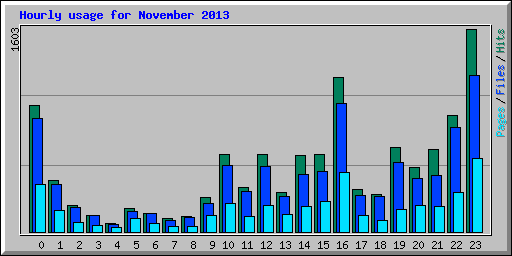 Hourly usage for November 2013
1603
Pages/Files/Hits
0 1 2 3 4 5 6 7 8 9 10 11 12 13 14 15 16 17 18 19 20 21 22 23